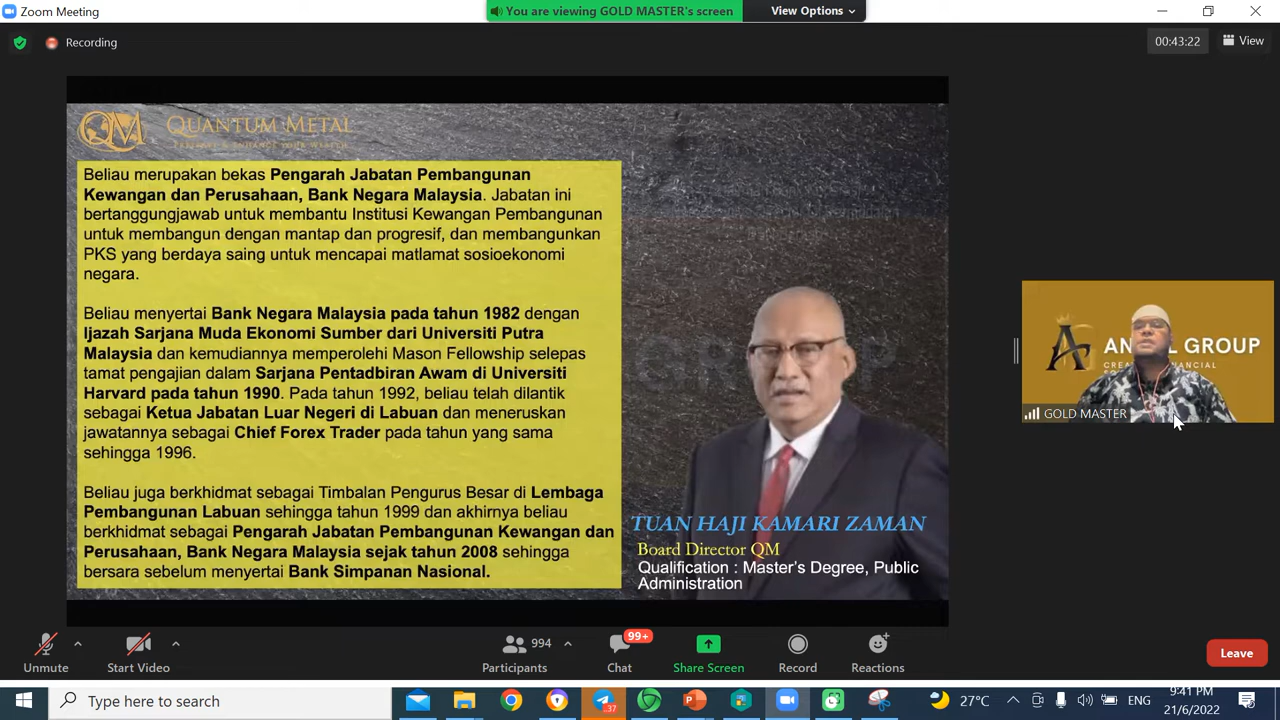 Zoom Meeting
You are viewing GOLD MASTER's screen
View Options
Recording
00:43:22
View
QM QUANTUM METAL
Beliau merupakan bekas Pengarah Jabatan Pembangunan
Kewangan dan Perusahaan, Bank Negara Malaysia. Jabatan ini
bertanggungjawab untuk membantu Institusi Kewangan Pembangunan
untuk membangun dengan mantap dan progresif, dan membangunkan
PKS yang berdaya saing untuk mencapai matlamat sosioekonomi
negara.
Beliau menyertai Bank Negara Malaysia pada tahun 1982 dengan
Ijazah Sarjana Muda Ekonomi Sumber dari Universiti Putra
Malaysia dan kemudiannya memperolehi Mason Fellowship selepas
tamat pengajian dalam Sarjana Pentadbiran Awam di Universiti
Harvard pada tahun 1990. Pada tahun 1992, beliau telah dilantik
sebagai Ketua Jabatan Luar Negeri di Labuan dan meneruskan
jawatannya sebagai Chief Forex Trader pada tahun yang sama
sehingga 1996.
Beliau juga berkhidmat sebagai Timbalan Pengurus Besar di Lembaga
Pembangunan Labuan sehingga tahun 1999 dan akhirnya beliau
berkhidmat sebagai Pengarah Jabatan Pembangunan Kewangan dan
Perusahaan, Bank Negara Malaysia sejak tahun 2008 sehingga
bersara sebelum menyertai Bank Simpanan Nasional.
TUAN HAJI KAMARI ZAMAN
Board Director QM
Qualification : Master's Degree, Public
Administration
GROUP
GOLD MASTER
Unmute
Start Video
994
Participants
99+
Chat
Share Screen
Record
Reactions
Leave
Type here to search
37
27°C
ENG
9:41 PM
21/6/2022